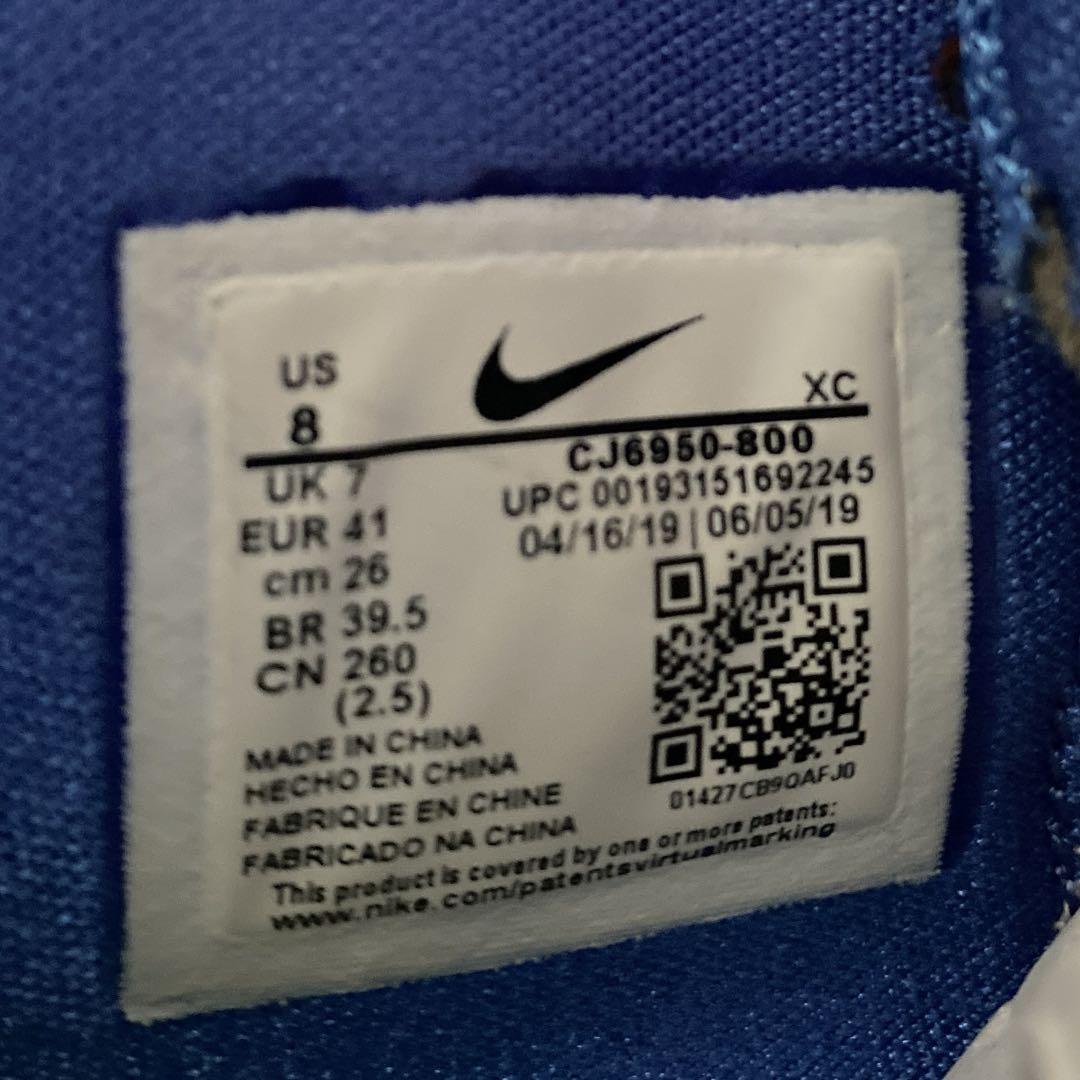 US
8
XC
CJ6950-800
UPC 00193151692245
04/16/19 | 06/05/19
UK 7
EUR 41
cm 26
BR 39.5
CN 260
(2.5)
MADE IN CHINA
HECHO EN CHINA
FABRIQUE EN CHINE
FABRICADO NA CHINA
01427CB9QAFJ0
This product is covered by one or more patents:
www.nike.com/patentsvirtualmarking